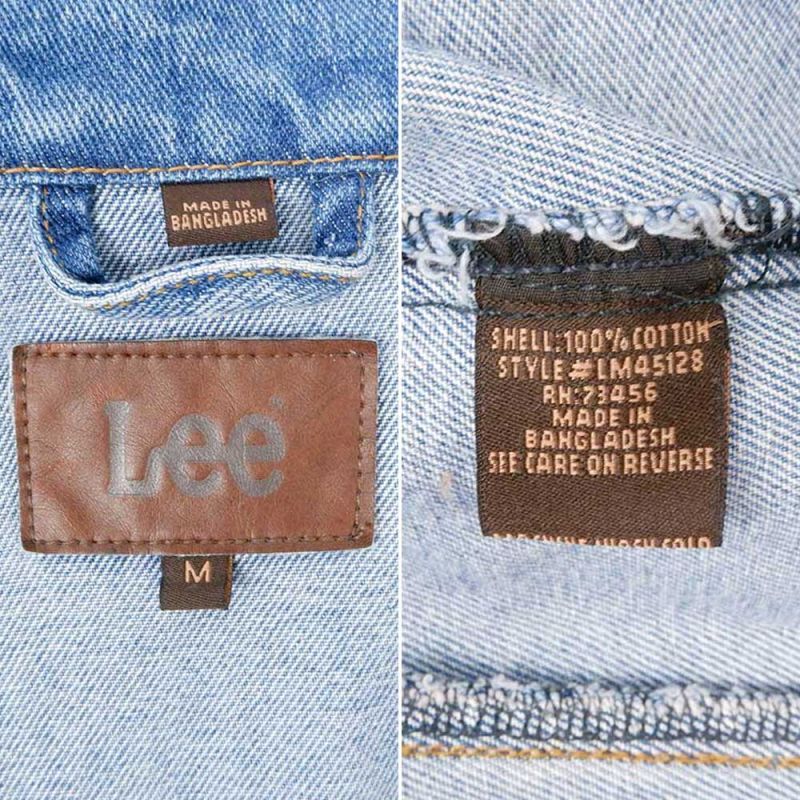 MADE IN
BANGLADESH
Lee
M
SHELL: 100% COTTON
STYLE #LM45128
RN:73456
MADE IN
BANGLADESH
SEE CARE ON REVERSE